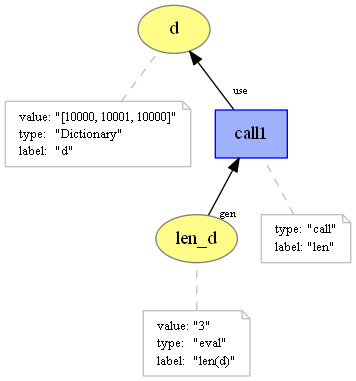 d
use
value: "[10000, 10001, 10000]"
type: "Dictionary"
label: "d"
call1
gen
len_d
type: "call"
label: "len"
value: "3"
type: "eval"
label: "len(d)"